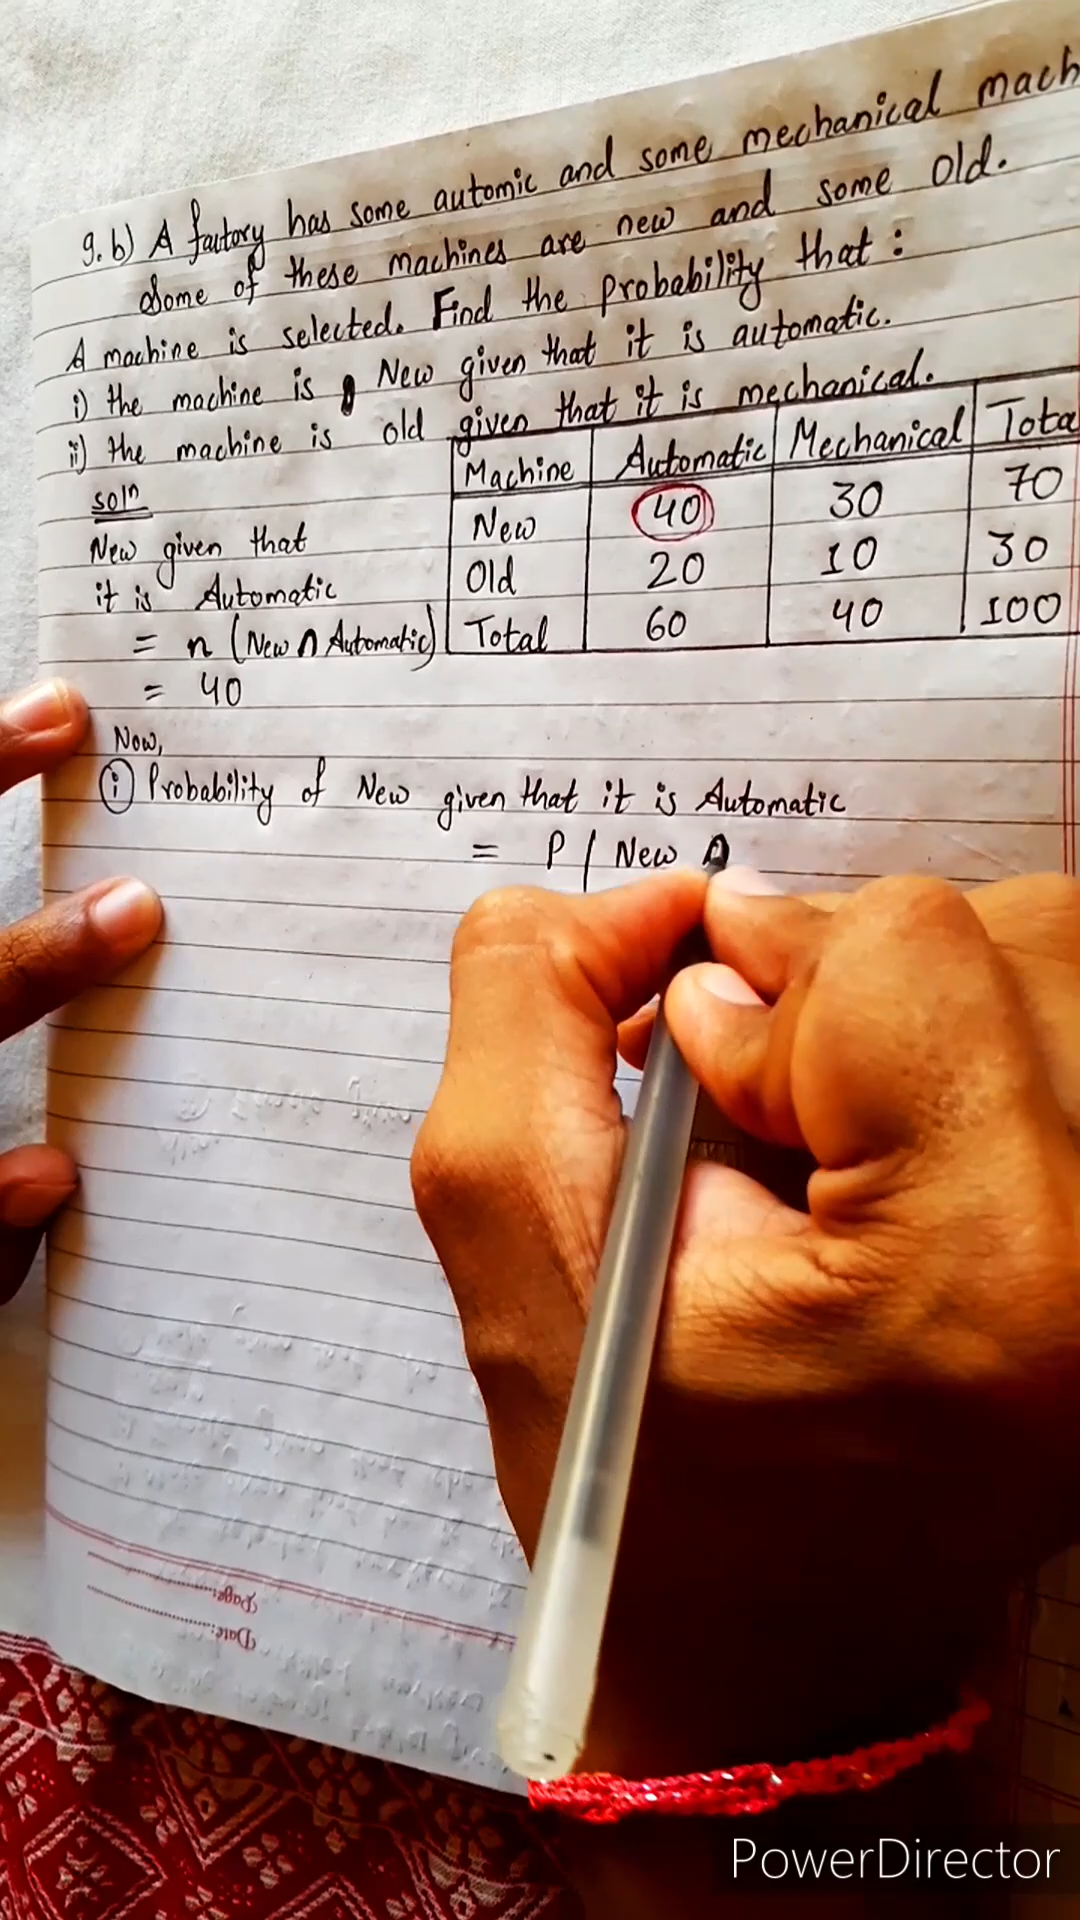 9. b) A factory has some automic and some mechanical mach
Some of these machines are new and some old.
A machine is selected. Find the probability that :
i) the machine is New given that it is automatic.
ii) the machine is old given that it is mechanical.
soln
New given that
it is Automatic
= n (New ∩ Automatic)
= 40
Machine Automatic Mechanical Tota
New 40 30 70
Old 20 10 30
Total 60 40 100
Now,
i Probability of New given that it is Automatic
= P ( New
Page:
Date:
PowerDirector